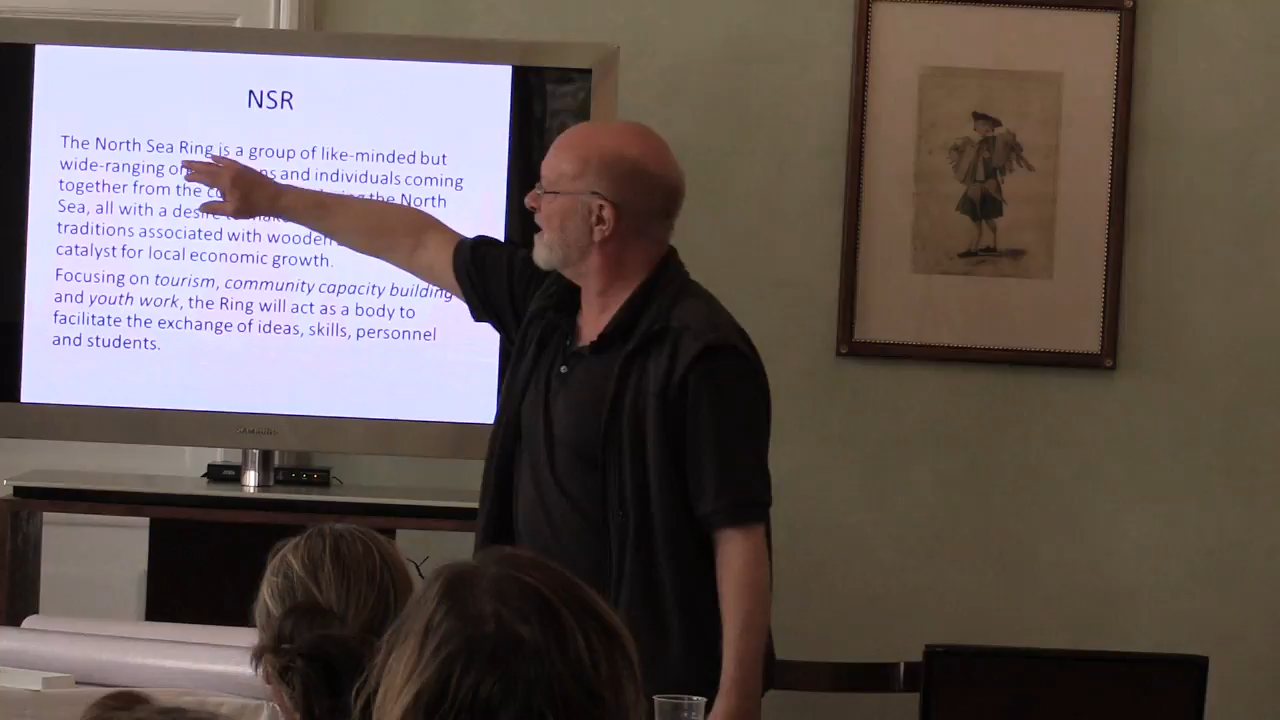 NSR
The North Sea Ring is a group of like-minded but
wide-ranging and individuals coming
together from the the North
Sea, all with a desire to make
traditions associated with wooden
catalyst for local economic growth.
Focusing on tourism, community capacity building
and youth work, the Ring will act as a body to
facilitate the exchange of ideas, skills, personnel
and students.
SAMSUNG